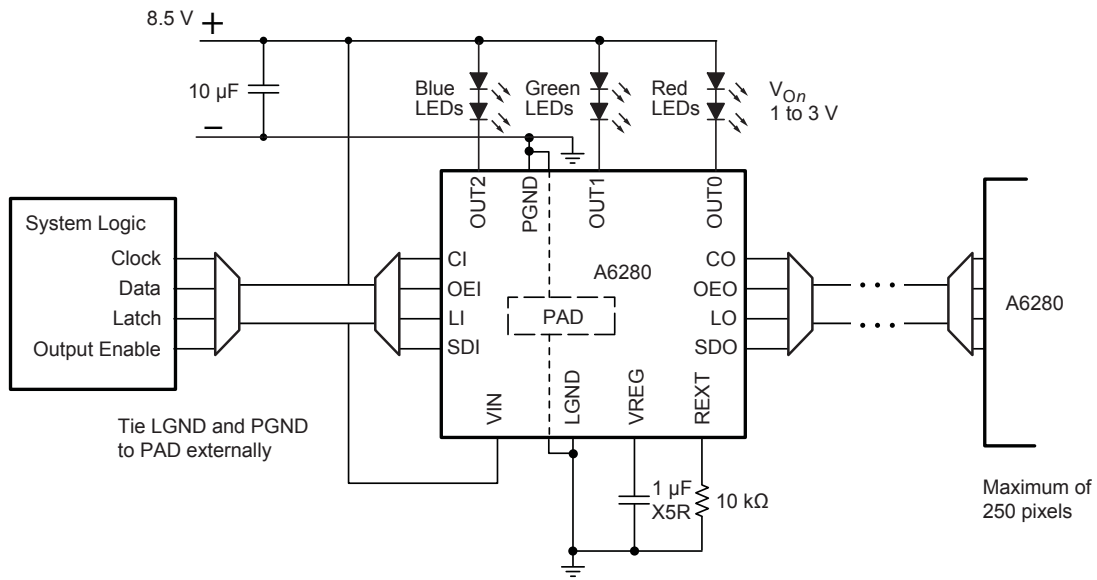 8.5 V +
10 µF
–
Blue
LEDs
Green
LEDs
Red
LEDs
VOn
1 to 3 V
OUT2
PGND
OUT1
OUT0
System Logic
Clock
Data
Latch
Output Enable
CI
OEI
LI
SDI
A6280
PAD
CO
OEO
LO
SDO
A6280
VIN
LGND
VREG
REXT
Tie LGND and PGND
to PAD externally
1 µF
X5R
10 kΩ
Maximum of
250 pixels